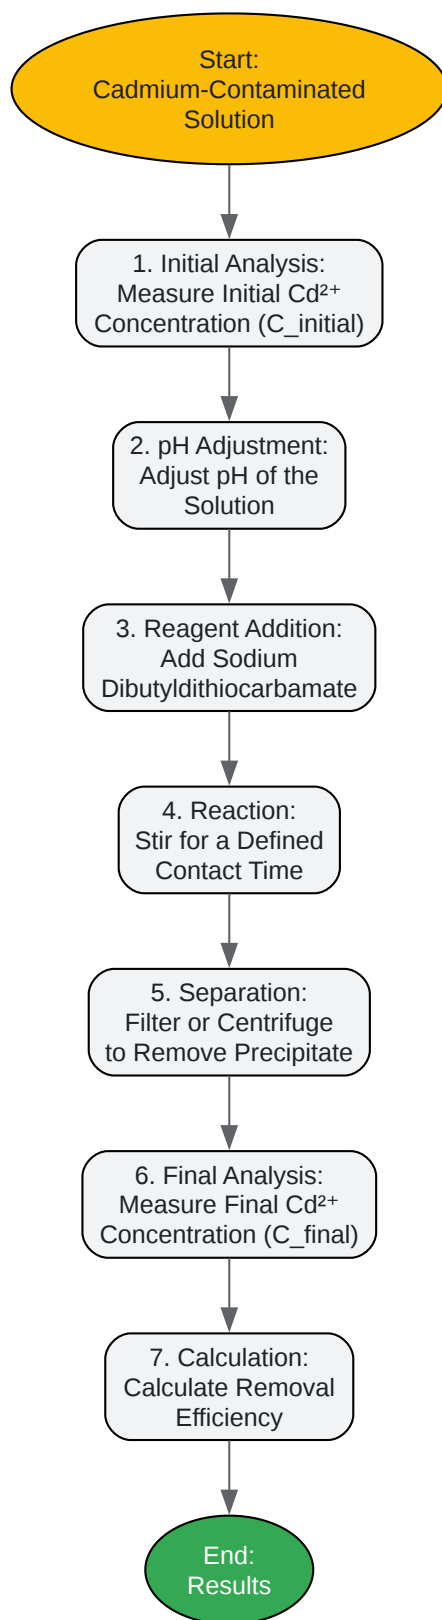 Start:
Cadmium-Contaminated
Solution
1. Initial Analysis:
Measure Initial Cd²⁺
Concentration (C_initial)
2. pH Adjustment:
Adjust pH of the
Solution
3. Reagent Addition:
Add Sodium
Dibutyldithiocarbamate
4. Reaction:
Stir for a Defined
Contact Time
5. Separation:
Filter or Centrifuge
to Remove Precipitate
6. Final Analysis:
Measure Final Cd²⁺
Concentration (C_final)
7. Calculation:
Calculate Removal
Efficiency
End:
Results